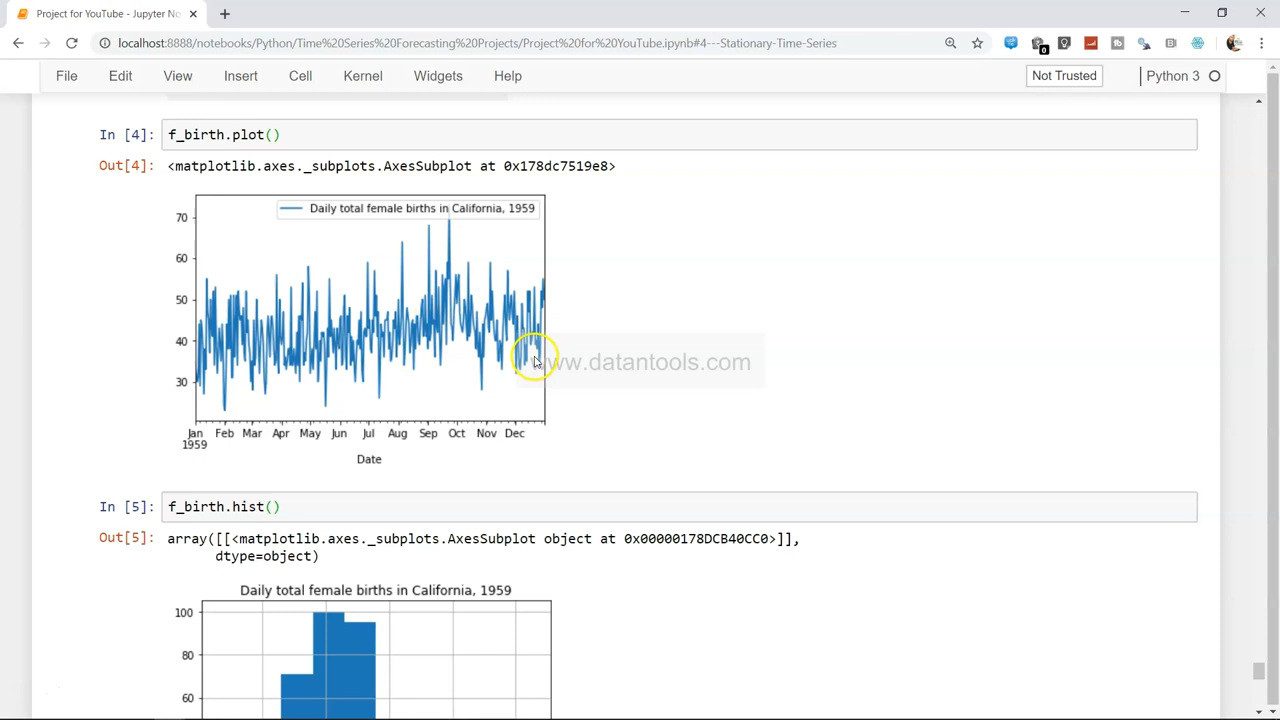 Project for YouTube - Jupyter No
localhost:8888/notebooks/Python/Time%20Series%20Forecasting%20Projects/Project%20for%20YouTube.ipynb#4---Stationary-Time-Series
File Edit View Insert Cell Kernel Widgets Help Not Trusted Python 3
In [4]: f_birth.plot()
Out[4]: <matplotlib.axes._subplots.AxesSubplot at 0x178dc7519e8>
Daily total female births in California, 1959
70
60
50
40
30
Jan Feb Mar Apr May Jun Jul Aug Sep Oct Nov Dec
1959
Date
www.datantools.com
In [5]: f_birth.hist()
Out[5]: array([[<matplotlib.axes._subplots.AxesSubplot object at 0x00000178DCB40CC0>]],
dtype=object)
Daily total female births in California, 1959
100
80
60